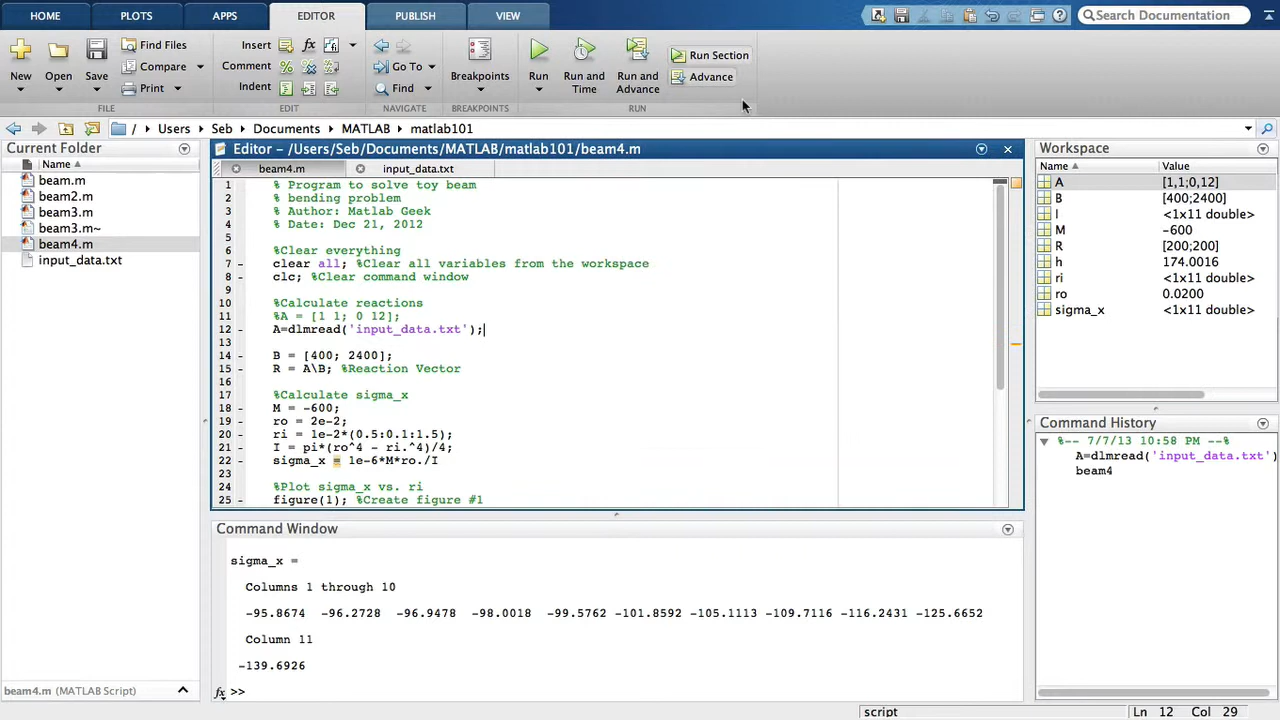 HOME PLOTS APPS EDITOR PUBLISH VIEW Search Documentation
New Open Save Find Files Compare Print
Insert Comment Indent
Go To Find
Breakpoints
Run Run and Time Run and Advance Run Section Advance
FILE EDIT NAVIGATE BREAKPOINTS RUN
/ Users Seb Documents MATLAB matlab101
Current Folder
Name
beam.m
beam2.m
beam3.m
beam3.m~
beam4.m
input_data.txt
beam4.m (MATLAB Script)
Editor – /Users/Seb/Documents/MATLAB/matlab101/beam4.m
beam4.m input_data.txt
1 % Program to solve toy beam
2 % bending problem
3 % Author: Matlab Geek
4 % Date: Dec 21, 2012
5
6 %Clear everything
7 - clear all; %Clear all variables from the workspace
8 - clc; %Clear command window
9
10 %Calculate reactions
11 %A = [1 1; 0 12];
12 - A=dlmread('input_data.txt');
13
14 - B = [400; 2400];
15 - R = A\B; %Reaction Vector
16
17 %Calculate sigma_x
18 - M = -600;
19 - ro = 2e-2;
20 - ri = 1e-2*(0.5:0.1:1.5);
21 - I = pi*(ro^4 - ri.^4)/4;
22 - sigma_x = 1e-6*M*ro./I
23
24 %Plot sigma_x vs. ri
25 - figure(1); %Create figure #1
Command Window
sigma_x =
Columns 1 through 10
-95.8674 -96.2728 -96.9478 -98.0018 -99.5762 -101.8592 -105.1113 -109.7116 -116.2431 -125.6652
Column 11
-139.6926
fx >>
Workspace
Name Value
A [1,1;0,12]
B [400;2400]
I <1x11 double>
M -600
R [200;200]
h 174.0016
ri <1x11 double>
ro 0.0200
sigma_x <1x11 double>
Command History
%-- 7/7/13 10:58 PM --%
A=dlmread('input_data.txt')
beam4
script Ln 12 Col 29